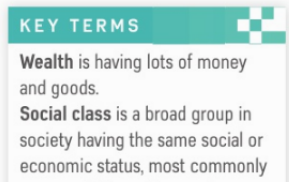 KEY TERMS
Wealth is having lots of money
and goods.
Social class is a broad group in
society having the same social or
economic status, most commonly